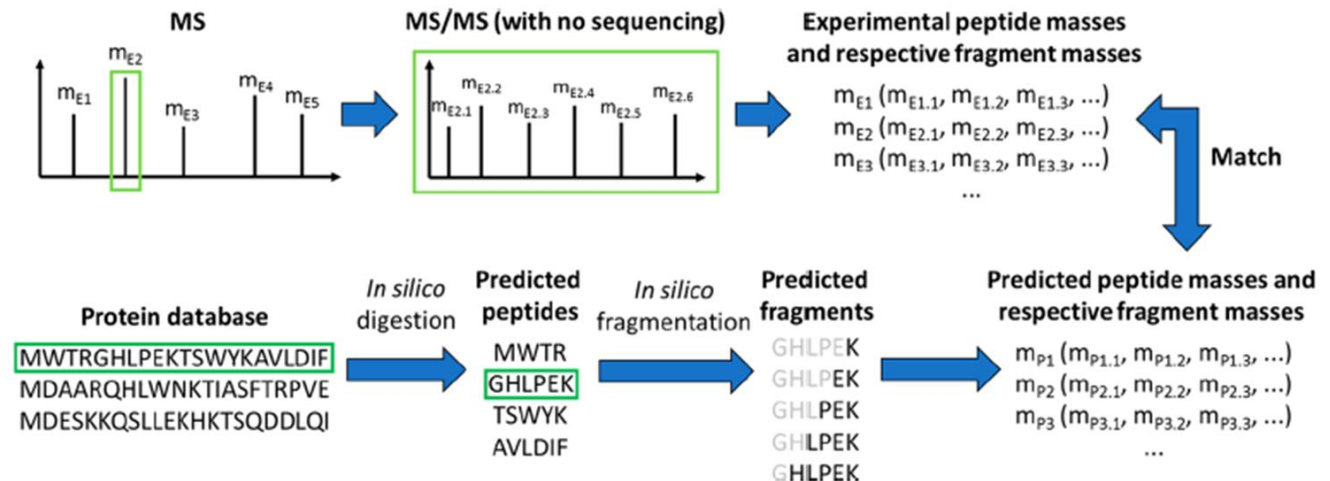 MS
mE1
mE2
mE3
mE4
mE5
MS/MS (with no sequencing)
mE2.1
mE2.2
mE2.3
mE2.4
mE2.5
mE2.6
Experimental peptide masses
and respective fragment masses
mE1 (mE1.1, mE1.2, mE1.3, ...)
mE2 (mE2.1, mE2.2, mE2.3, ...)
mE3 (mE3.1, mE3.2, mE3.3, ...)
...
Match
Protein database
MWTRGHLPEKTSWYKAVLDIF
MDAARQHLWNKTIASFTRPVE
MDESKKQSLLEKHKTSQDDLQI
In silico
digestion
Predicted
peptides
MWTR
GHLPEK
TSWYK
AVLDIF
In silico
fragmentation
Predicted
fragments
GHLPEK
GHLPEK
GHLPEK
GHLPEK
GHLPEK
Predicted peptide masses and
respective fragment masses
mP1 (mP1.1, mP1.2, mP1.3, ...)
mP2 (mP2.1, mP2.2, mP2.3, ...)
mP3 (mP3.1, mP3.2, mP3.3, ...)
...